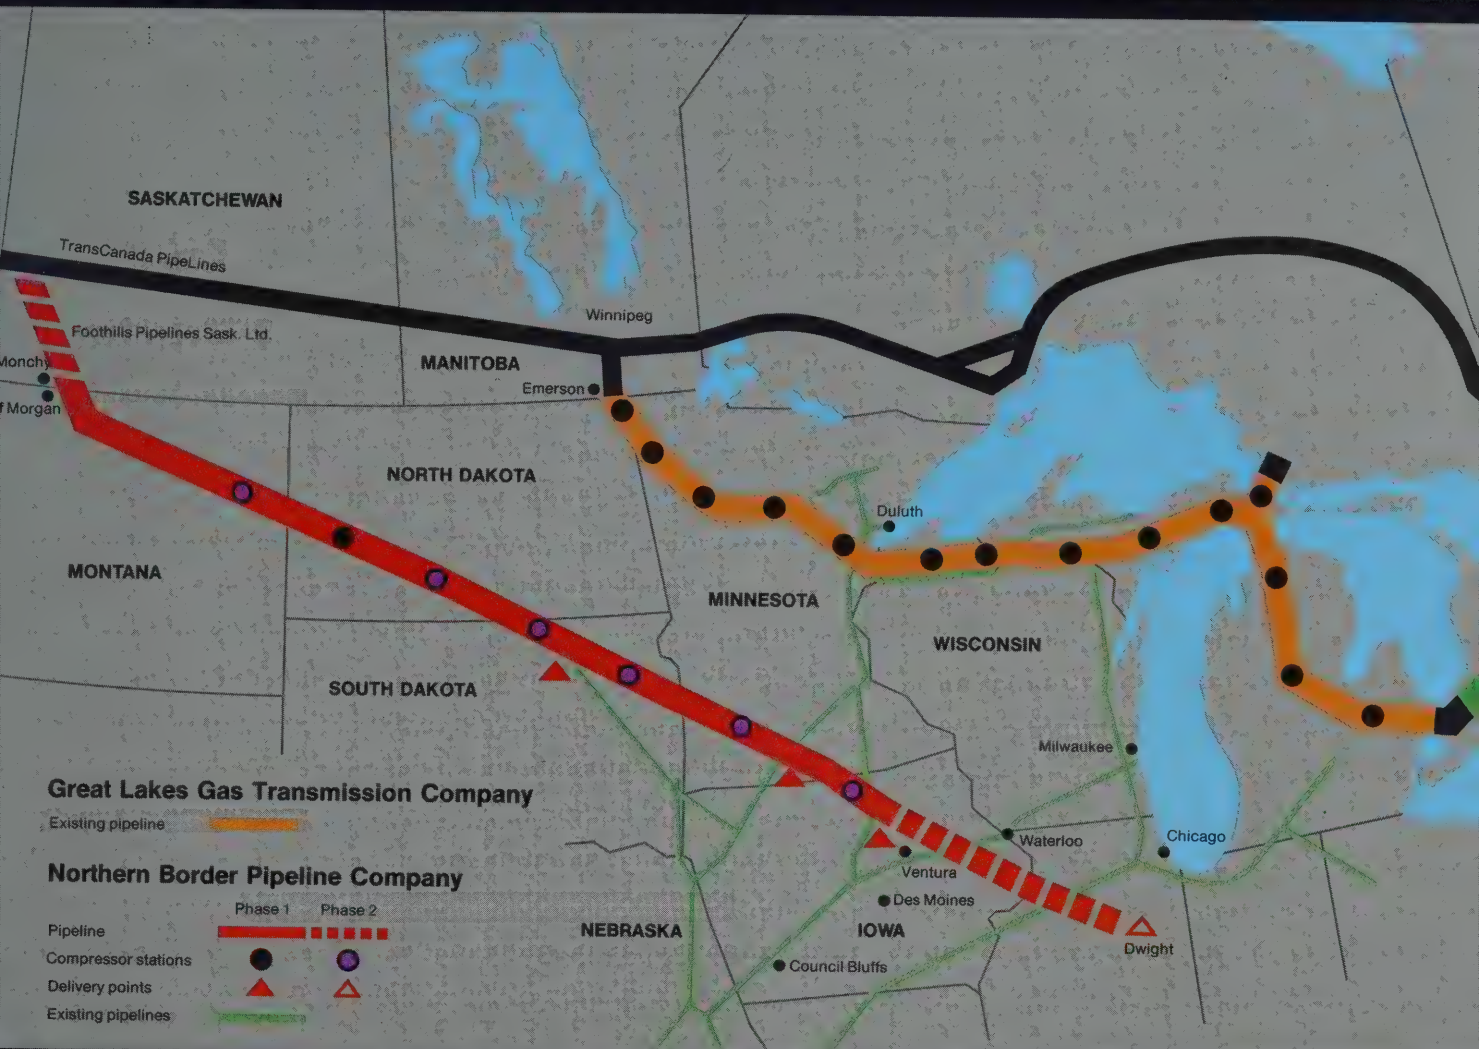 SASKATCHEWAN
TransCanada PipeLines
Foothills Pipelines Sask. Ltd.
Winnipeg
MANITOBA
Monchy
Emerson
f Morgan
NORTH DAKOTA
Duluth
MONTANA
MINNESOTA
WISCONSIN
SOUTH DAKOTA
Milwaukee
Great Lakes Gas Transmission Company
Existing pipeline
Waterloo
Chicago
Ventura
Northern Border Pipeline Company
Phase 1 Phase 2
Des Moines
Pipeline
NEBRASKA
IOWA
Dwight
Compressor stations
Council Bluffs
Delivery points
Existing pipelines